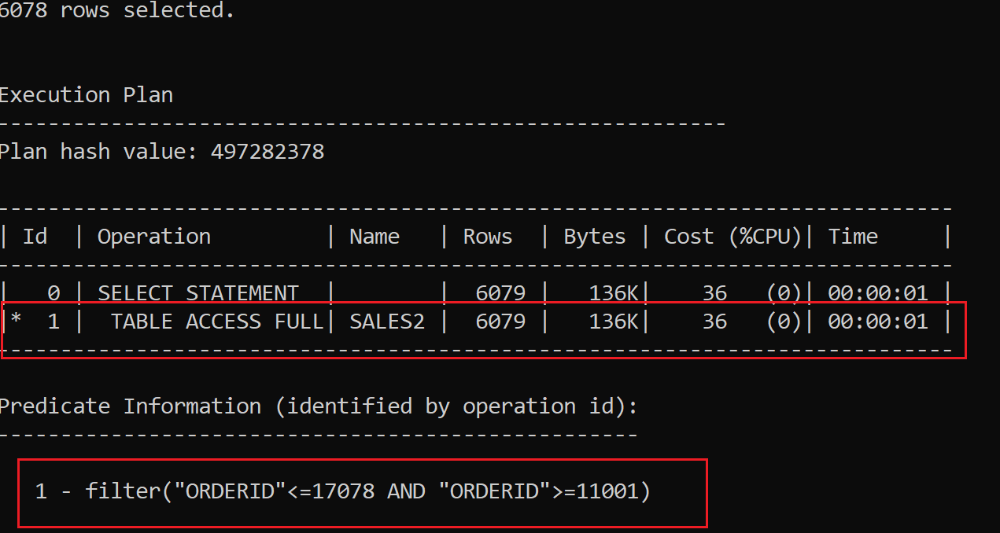 6078 rows selected.
Execution Plan
----------------------------------------------------------
Plan hash value: 497282378
----------------------------------------------------------------------------
| Id  | Operation         | Name   | Rows  | Bytes | Cost (%CPU)| Time     |
----------------------------------------------------------------------------
|   0 | SELECT STATEMENT  |        |  6079 |   136K|    36   (0)| 00:00:01 |
|*  1 |  TABLE ACCESS FULL| SALES2 |  6079 |   136K|    36   (0)| 00:00:01 |
----------------------------------------------------------------------------
Predicate Information (identified by operation id):
---------------------------------------------------
1 - filter("ORDERID"<=17078 AND "ORDERID">=11001)